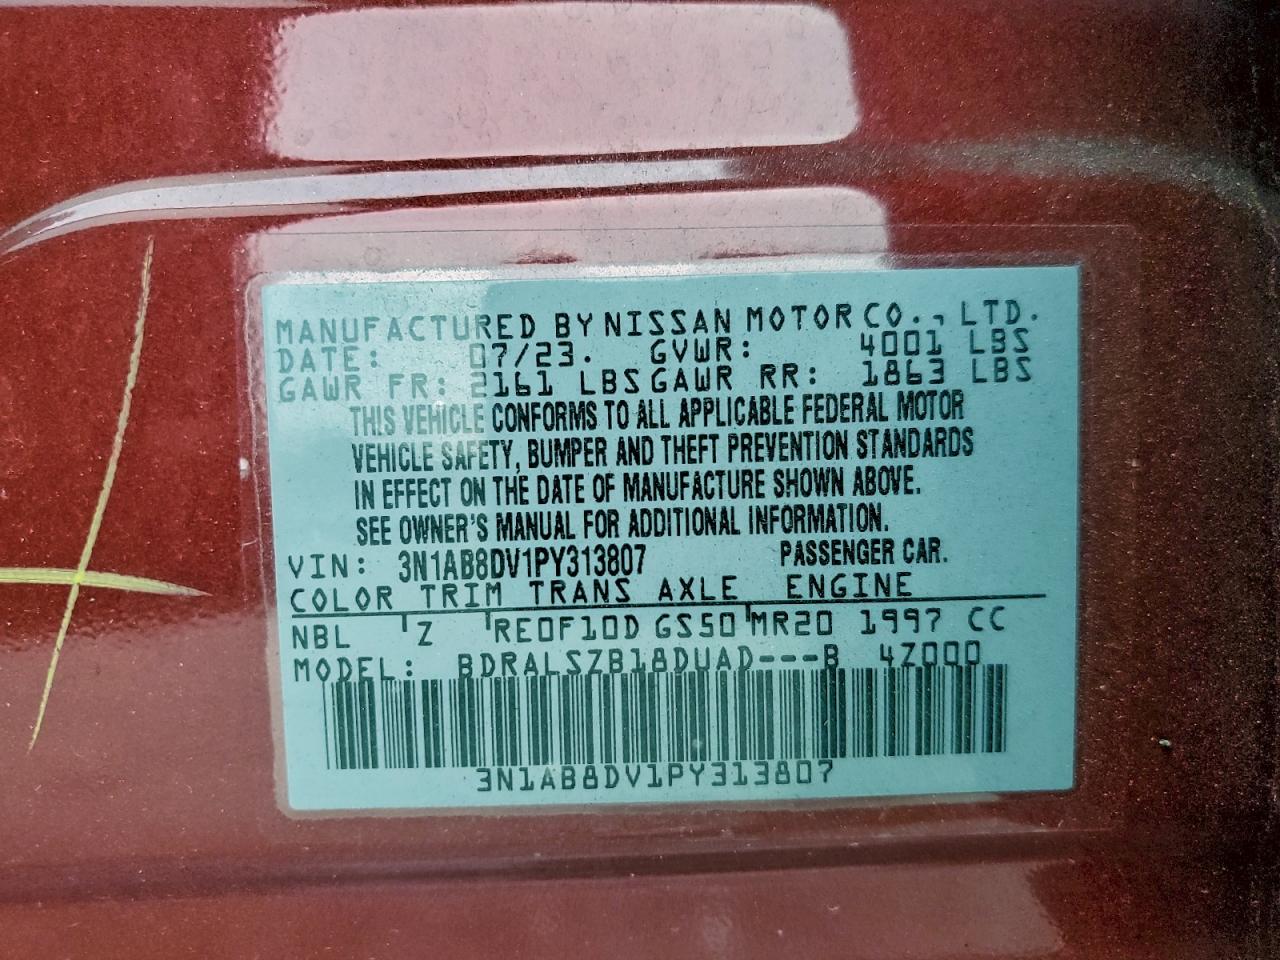 MANUFACTURED BY NISSAN MOTOR CO., LTD.
DATE: 07/23. GVWR: 4001 LBS
GAWR FR: 2161 LBS GAWR RR: 1863 LBS
THIS VEHICLE CONFORMS TO ALL APPLICABLE FEDERAL MOTOR
VEHICLE SAFETY, BUMPER AND THEFT PREVENTION STANDARDS
IN EFFECT ON THE DATE OF MANUFACTURE SHOWN ABOVE.
SEE OWNER'S MANUAL FOR ADDITIONAL INFORMATION.
VIN: 3N1AB8DV1PY313807 PASSENGER CAR.
COLOR TRIM TRANS AXLE ENGINE
NBL Z RE0F10D GS50 MR20 1997 CC
MODEL: BDRALSZB18DUAD---B 4Z000
3N1AB8DV1PY313807